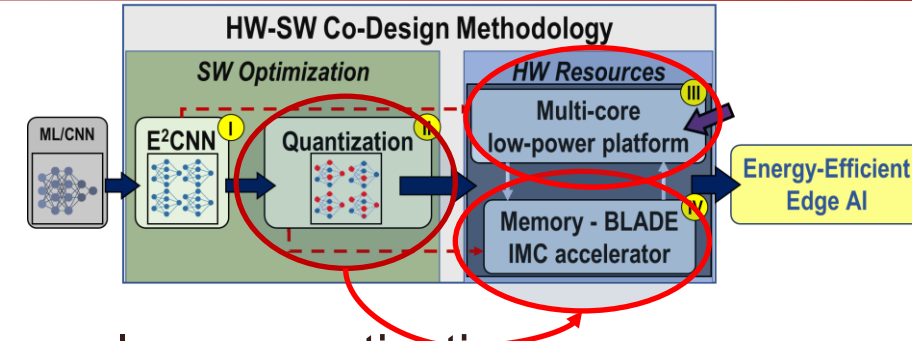 HW-SW Co-Design Methodology
SW Optimization
HW Resources
ML/CNN
E²CNN
I
Quantization
II
Multi-core
low-power platform
III
Memory - BLADE
IMC accelerator
IV
Energy-Efficient
Edge AI